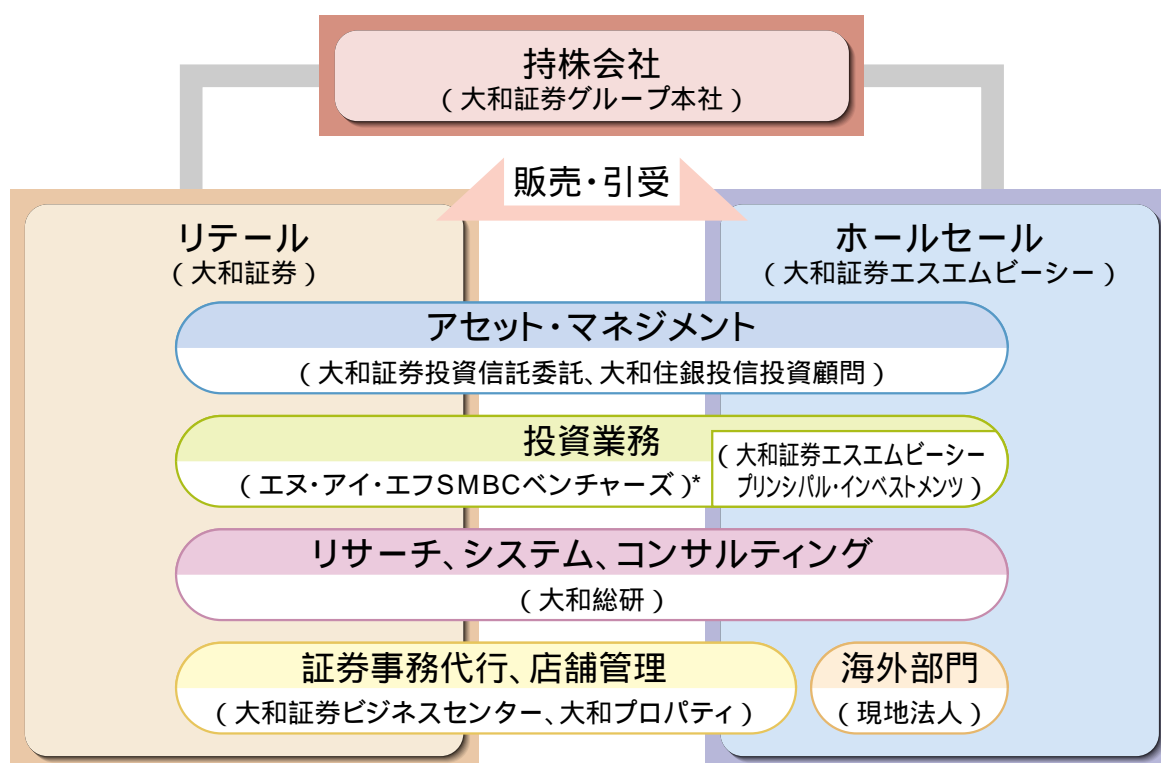 持株会社
(大和証券グループ本社)
販売・引受
リテール
(大和証券)
ホールセール
(大和証券エスエムビーシー)
アセット・マネジメント
(大和証券投資信託委託、大和住銀投信投資顧問)
投資業務
(エヌ・アイ・エフSMBCベンチャーズ)*
(大和証券エスエムビーシー
プリンシパル・インベストメンツ)
リサーチ、システム、コンサルティング
(大和総研)
証券事務代行、店舗管理
(大和証券ビジネスセンター、大和プロパティ)
海外部門
(現地法人)